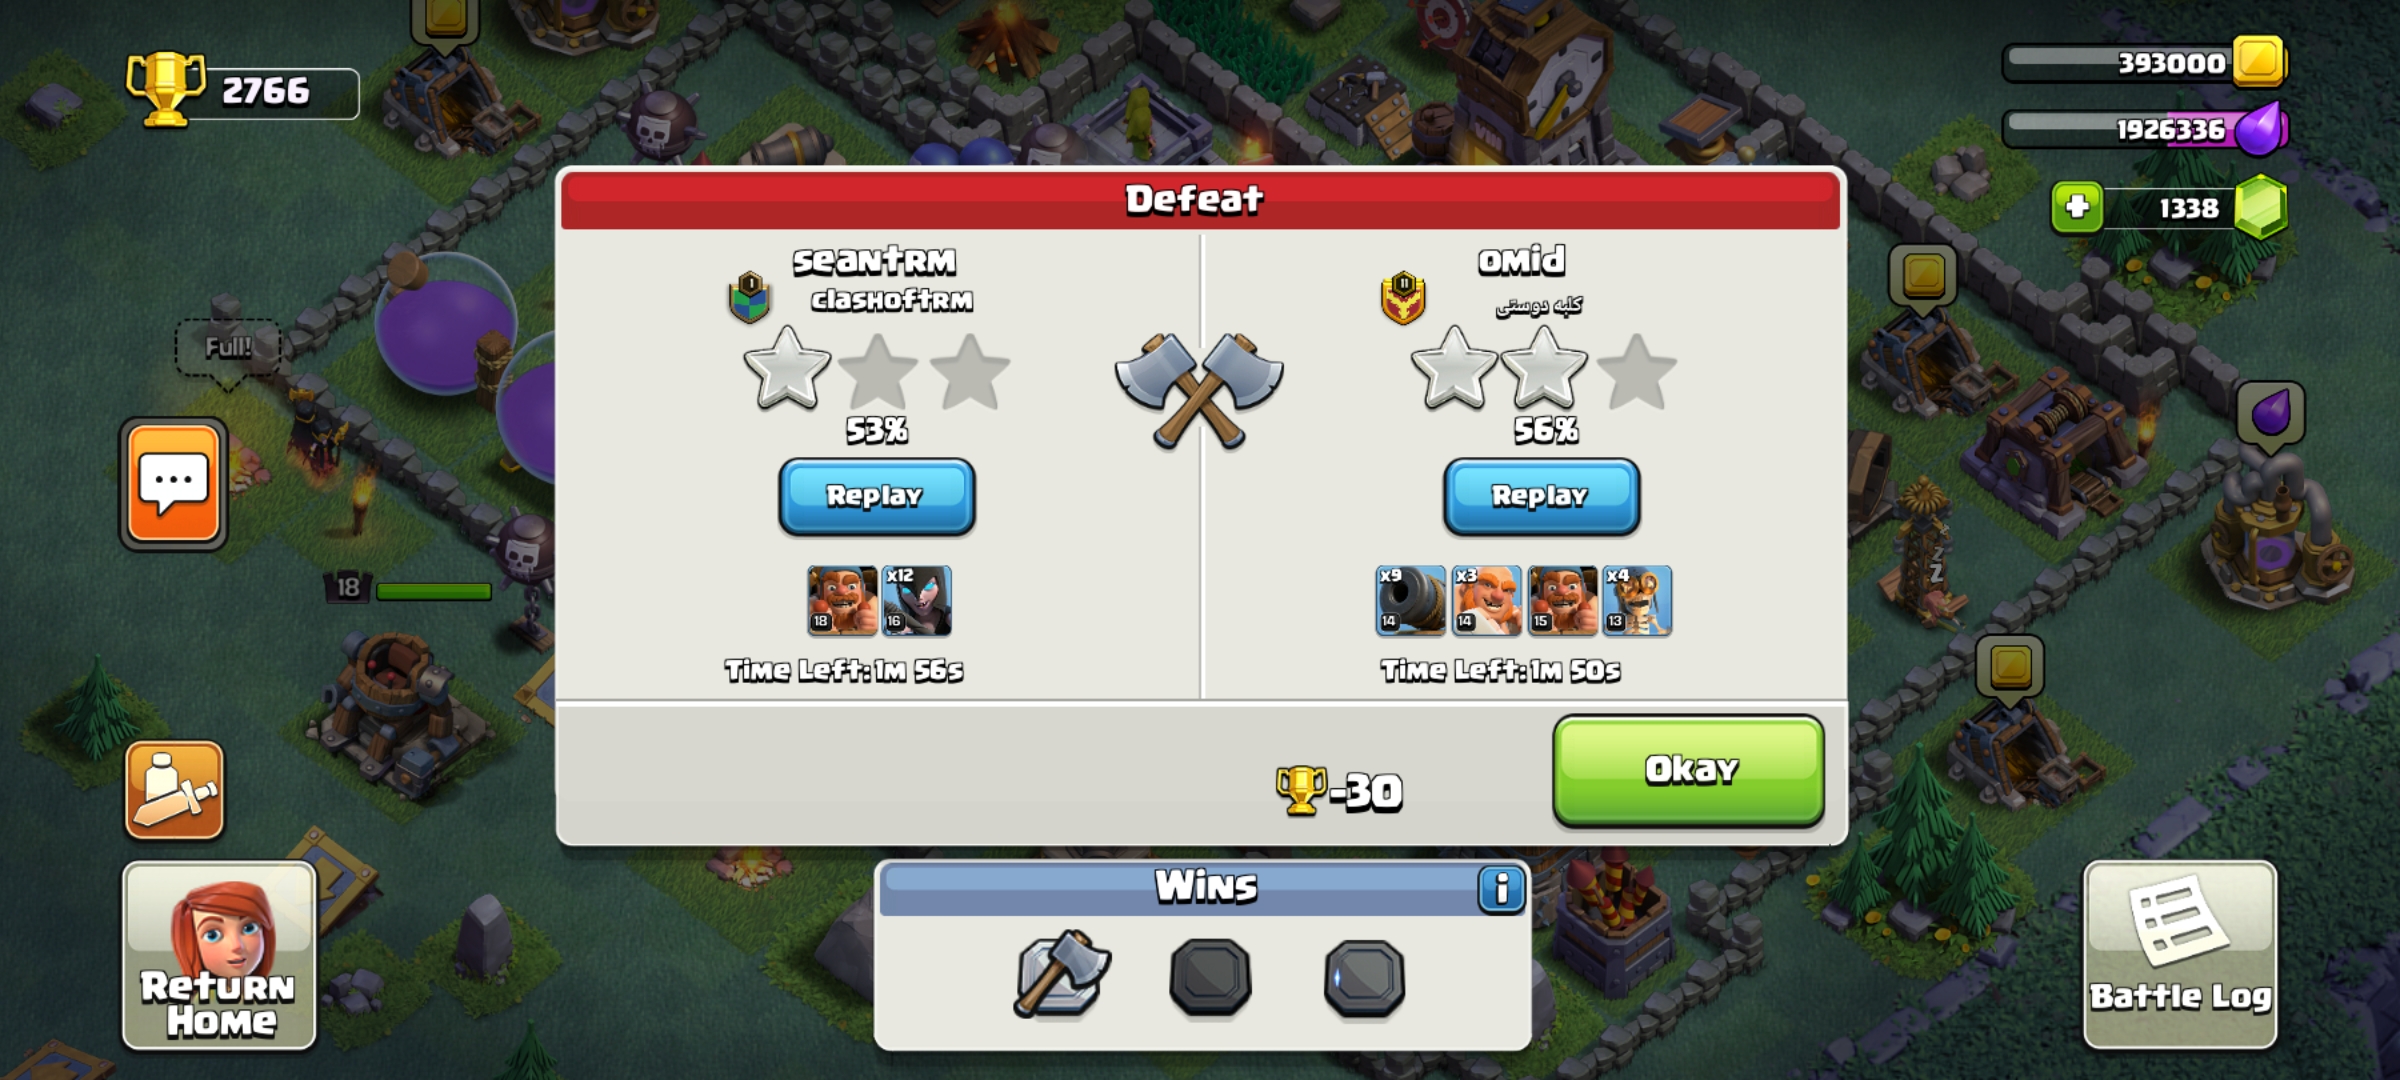 2766
393000
1926336
1338
Defeat
seantrm
clashoftrm
I
53%
Replay
18
x12
16
Time Left: 1m 56s
omid
کلبه دوستی
II
56%
Replay
x9
14
x3
14
15
x4
13
Time Left: 1m 50s
-30
Okay
Full!
18
z
z
VIII
Wins
i
Return
Home
Battle Log